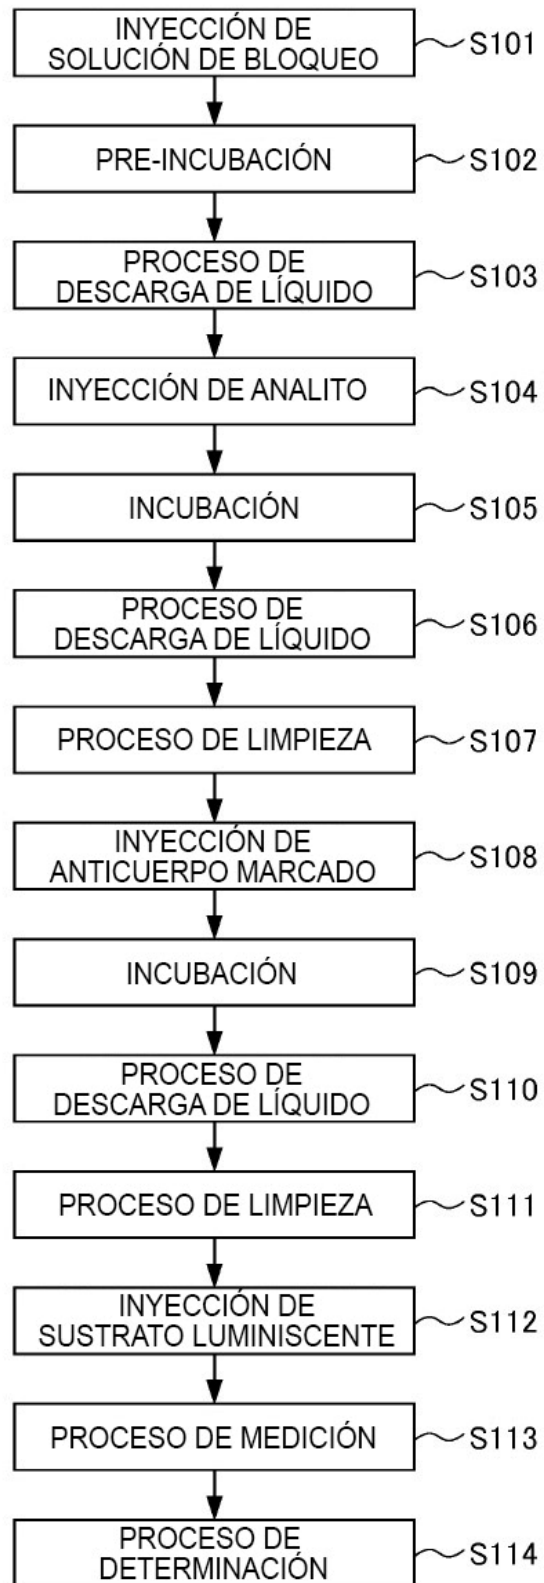 INYECCIÓN DE
SOLUCIÓN DE BLOQUEO
S101
PRE-INCUBACIÓN
S102
PROCESO DE
DESCARGA DE LÍQUIDO
S103
INYECCIÓN DE ANALITO
S104
INCUBACIÓN
S105
PROCESO DE
DESCARGA DE LÍQUIDO
S106
PROCESO DE LIMPIEZA
S107
INYECCIÓN DE
ANTICUERPO MARCADO
S108
INCUBACIÓN
S109
PROCESO DE
DESCARGA DE LÍQUIDO
S110
PROCESO DE LIMPIEZA
S111
INYECCIÓN DE
SUSTRATO LUMINISCENTE
S112
PROCESO DE MEDICIÓN
S113
PROCESO DE
DETERMINACIÓN
S114